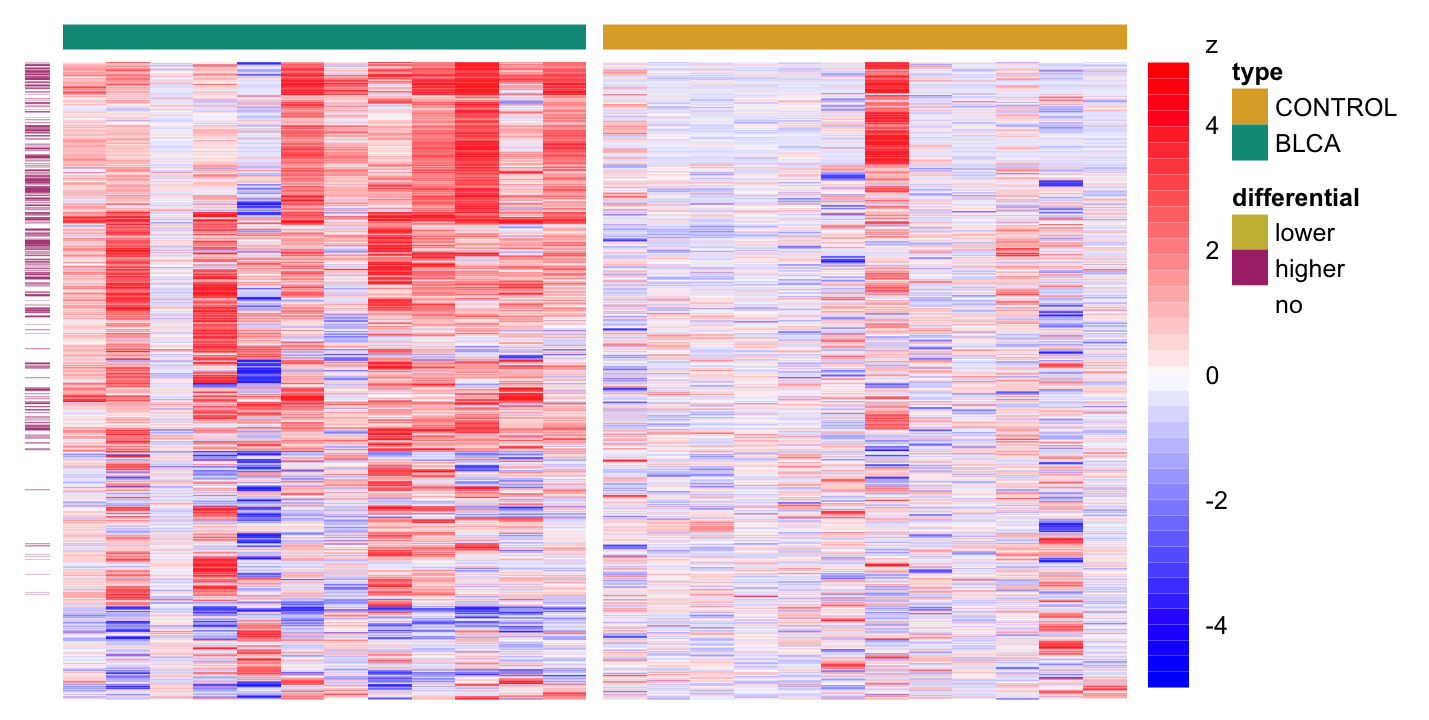 z
4
2
0
-2
-4
type
CONTROL
BLCA
differential
lower
higher
no